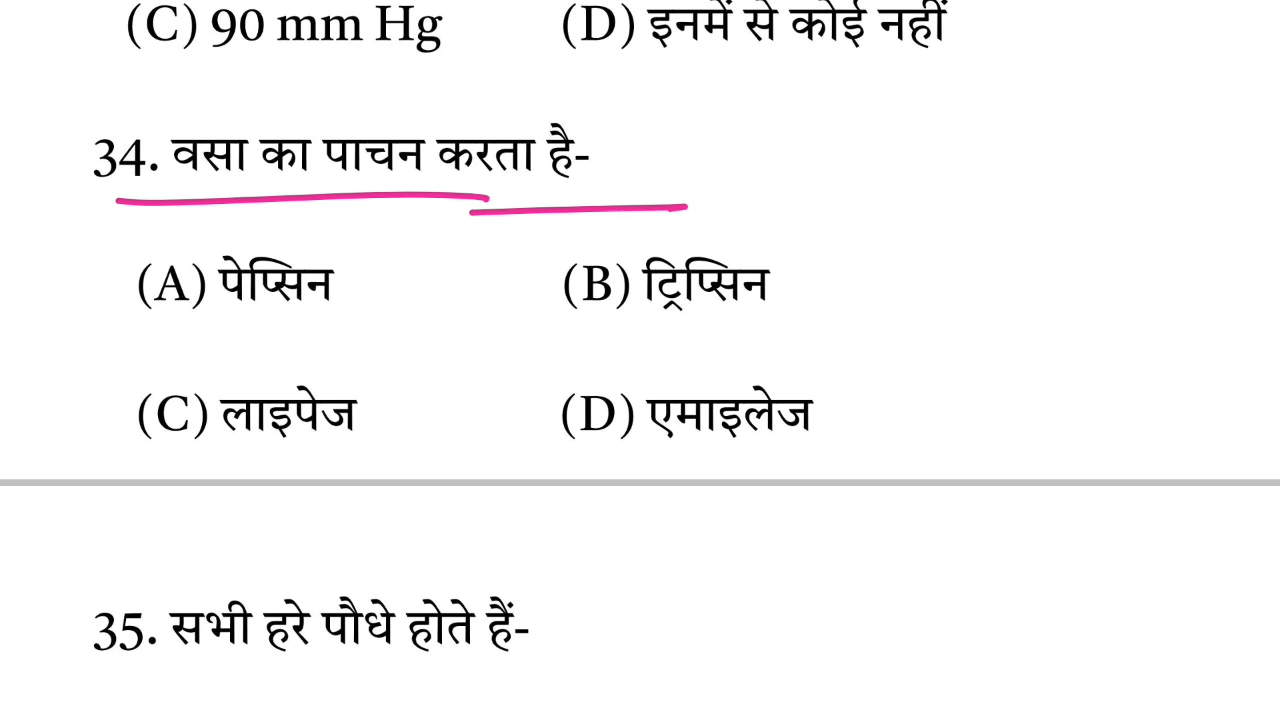 (C) 90 mm Hg (D) इनमें से कोई नहीं
34. वसा का पाचन करता है-
(A) पेप्सिन (B) ट्रिप्सिन
(C) लाइपेज (D) एमाइलेज
35. सभी हरे पौधे होते हैं-